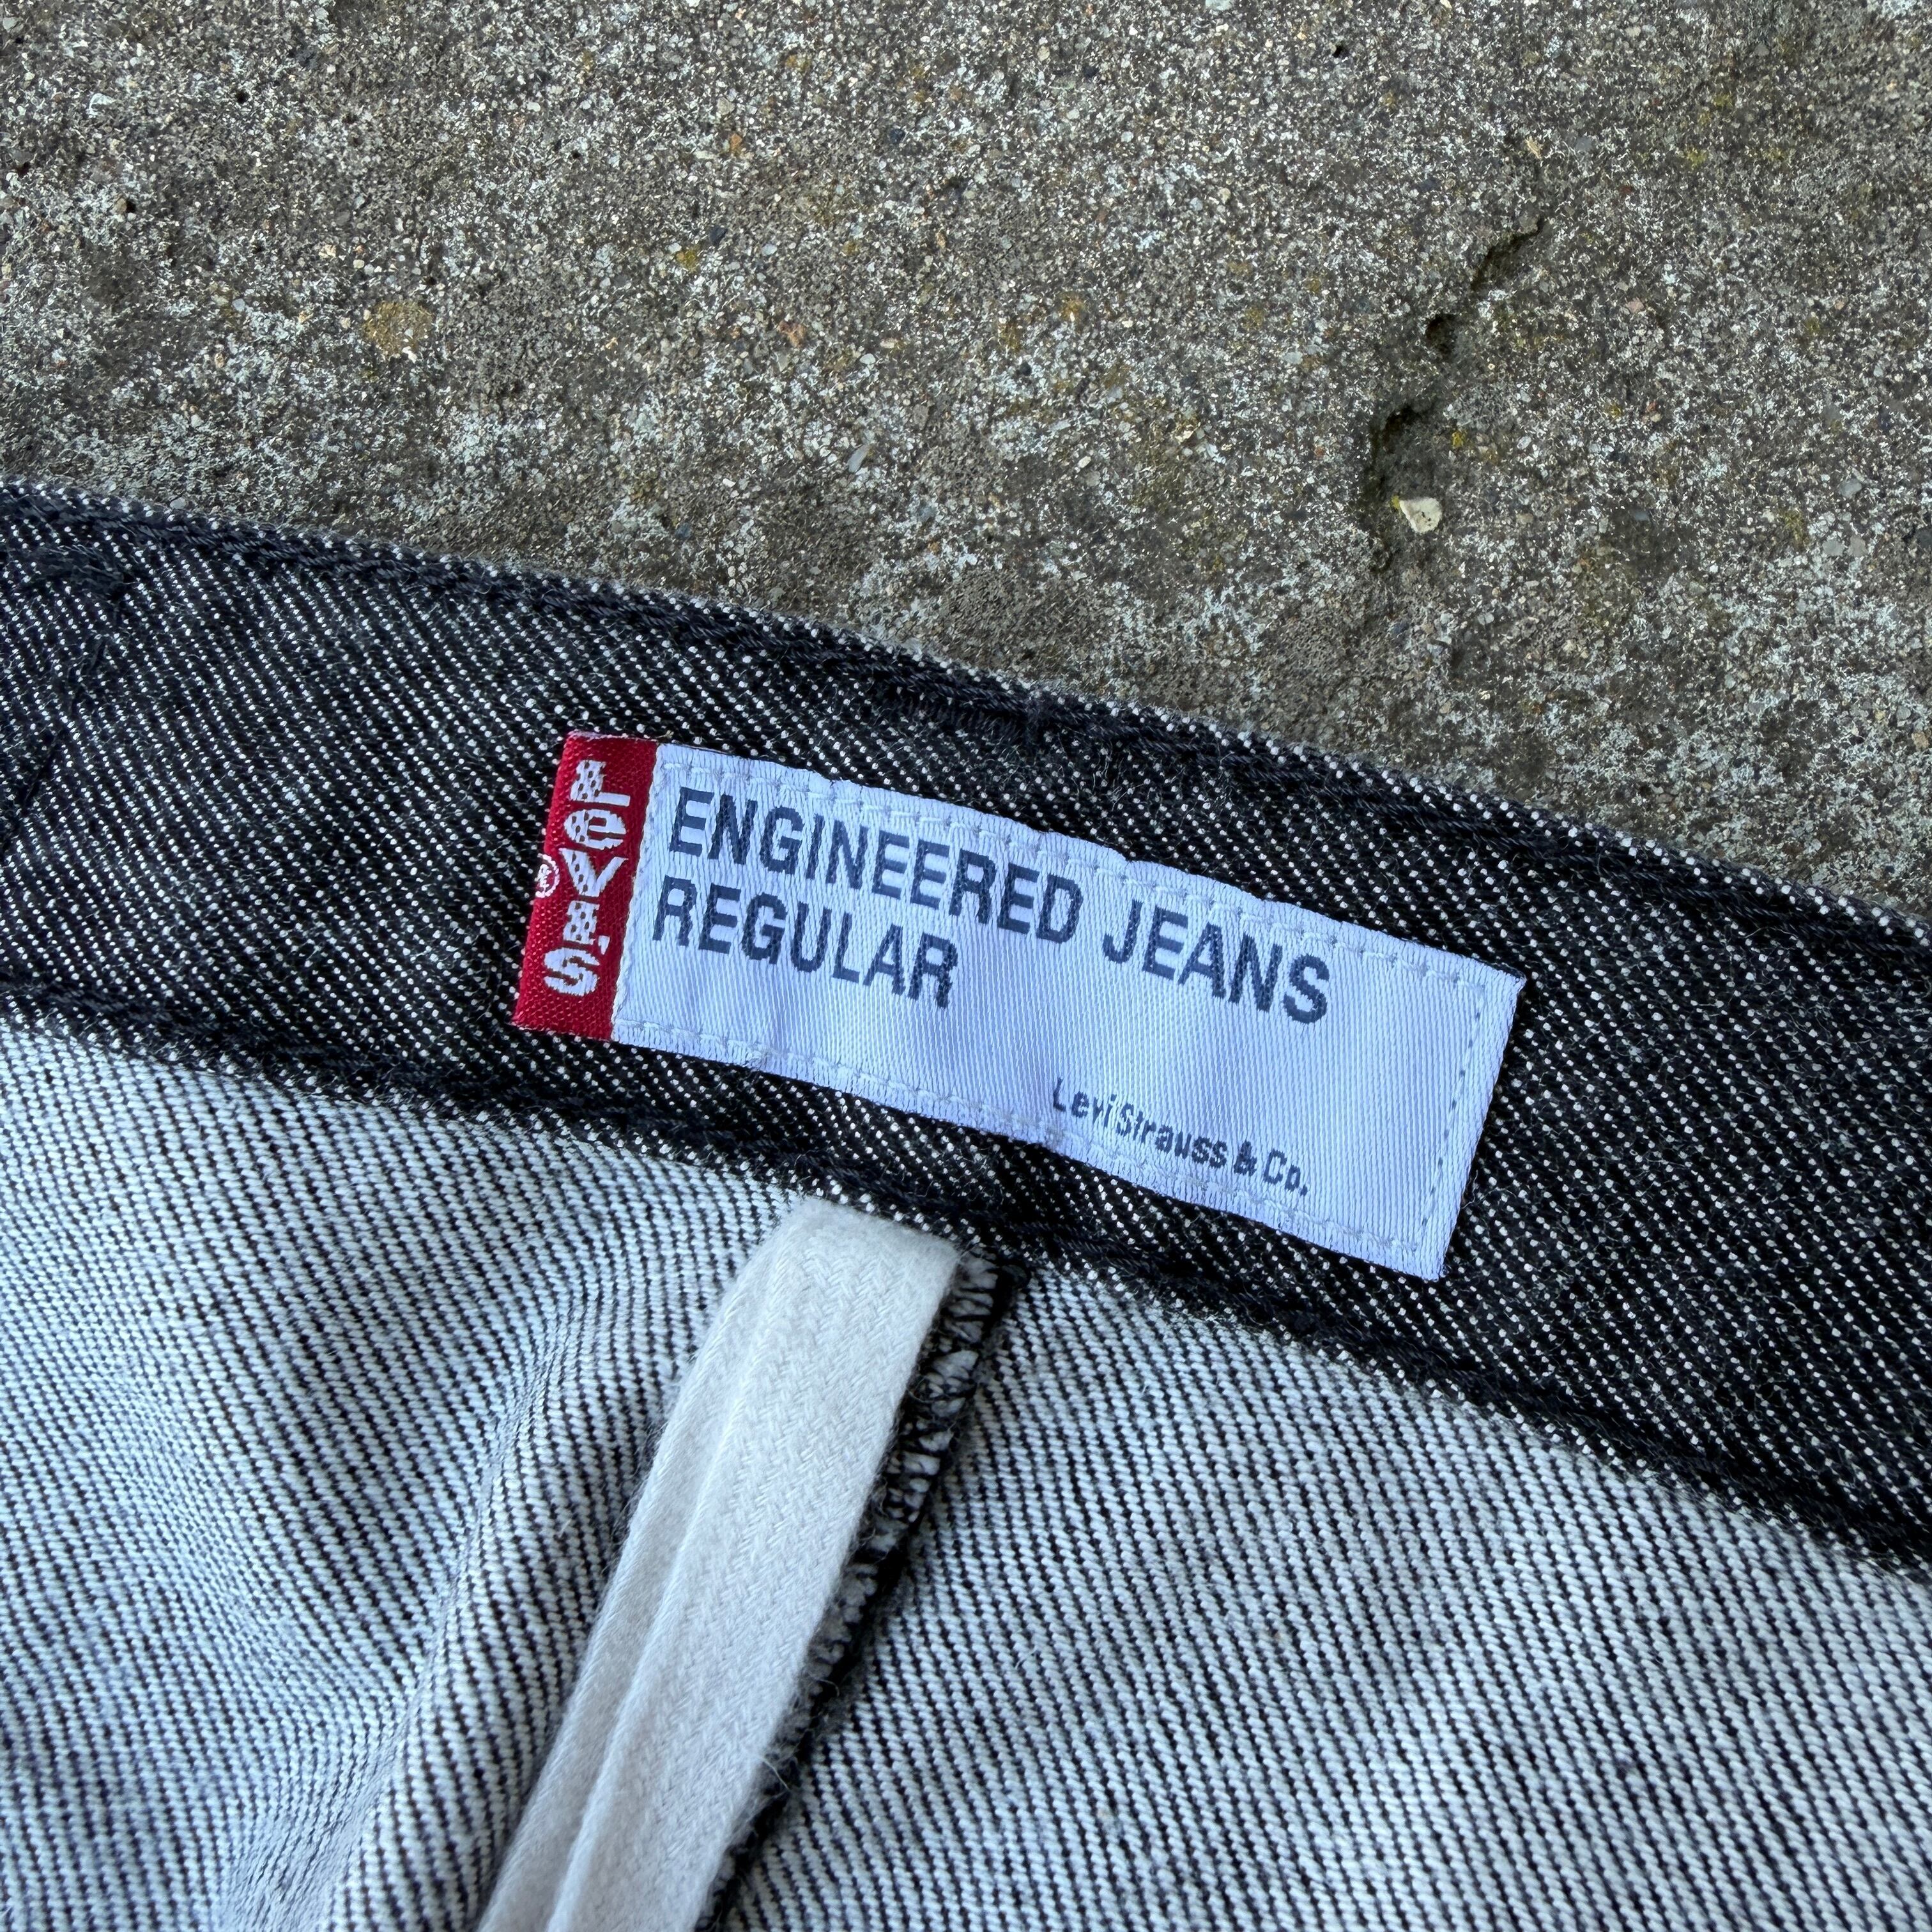 LEVI'S
®
ENGINEERED JEANS
REGULAR
Levi Strauss & Co.